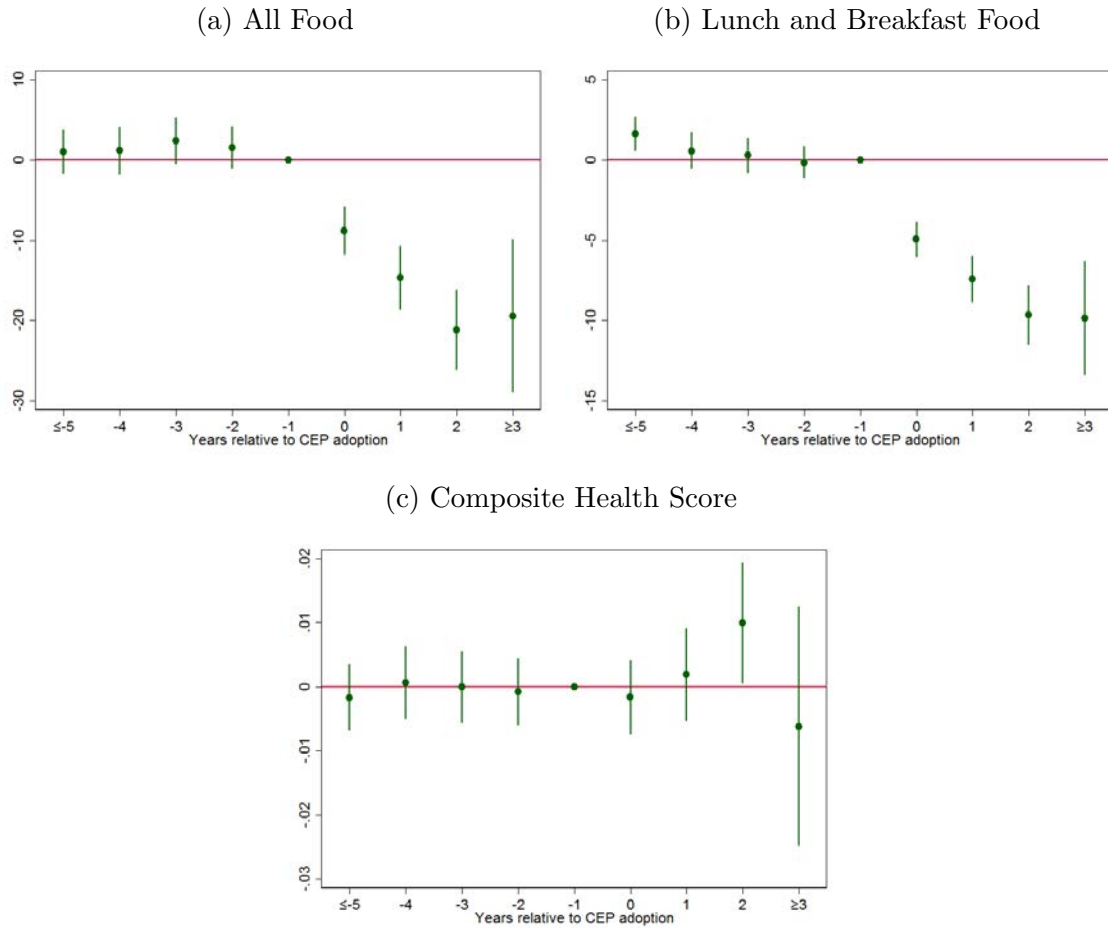 (a) All Food
(b) Lunch and Breakfast Food
10
0
-10
-20
-30
≤-5 -4 -3 -2 -1 0 1 2 ≥3
Years relative to CEP adoption
5
0
-5
-10
-15
≤-5 -4 -3 -2 -1 0 1 2 ≥3
Years relative to CEP adoption
(c) Composite Health Score
.02
.01
0
-.01
-.02
-.03
≤-5 -4 -3 -2 -1 0 1 2 ≥3
Years relative to CEP adoption